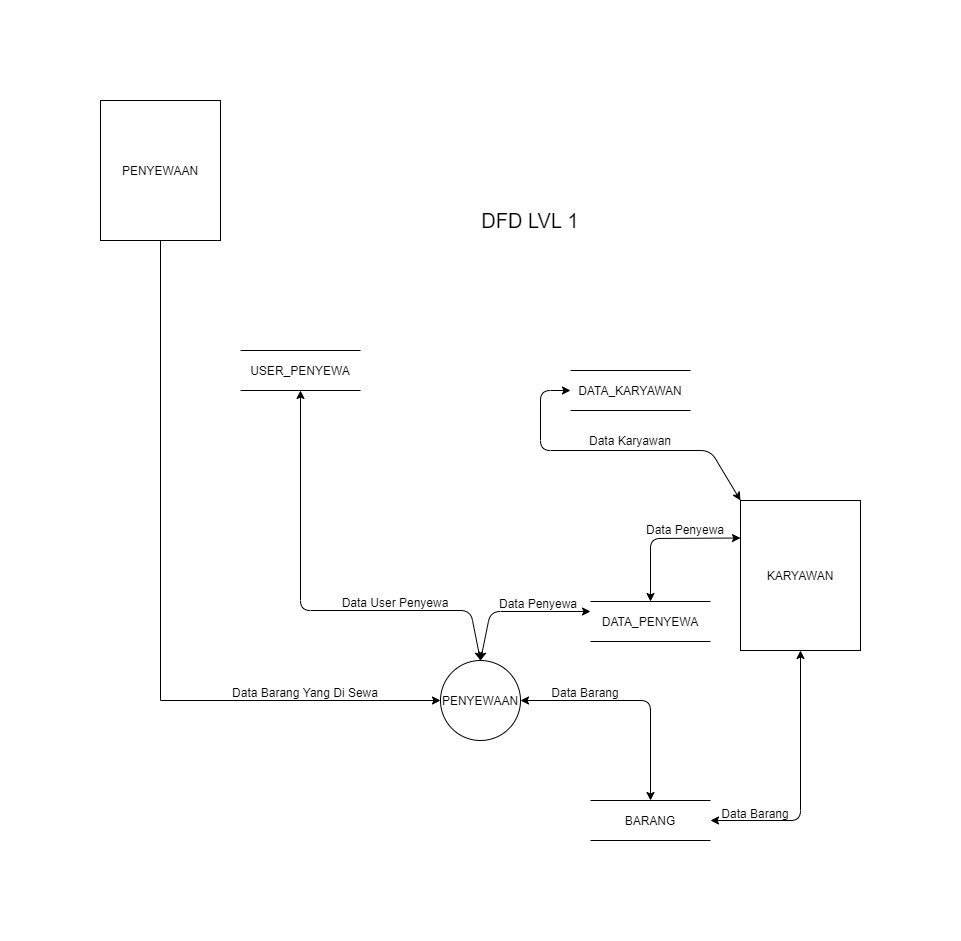 PENYEWAAN
DFD LVL 1
USER_PENYEWA
DATA_KARYAWAN
Data Karyawan
Data Penyewa
KARYAWAN
Data User Penyewa
Data Penyewa
DATA_PENYEWA
Data Barang Yang Di Sewa
PENYEWAAN
Data Barang
BARANG
Data Barang